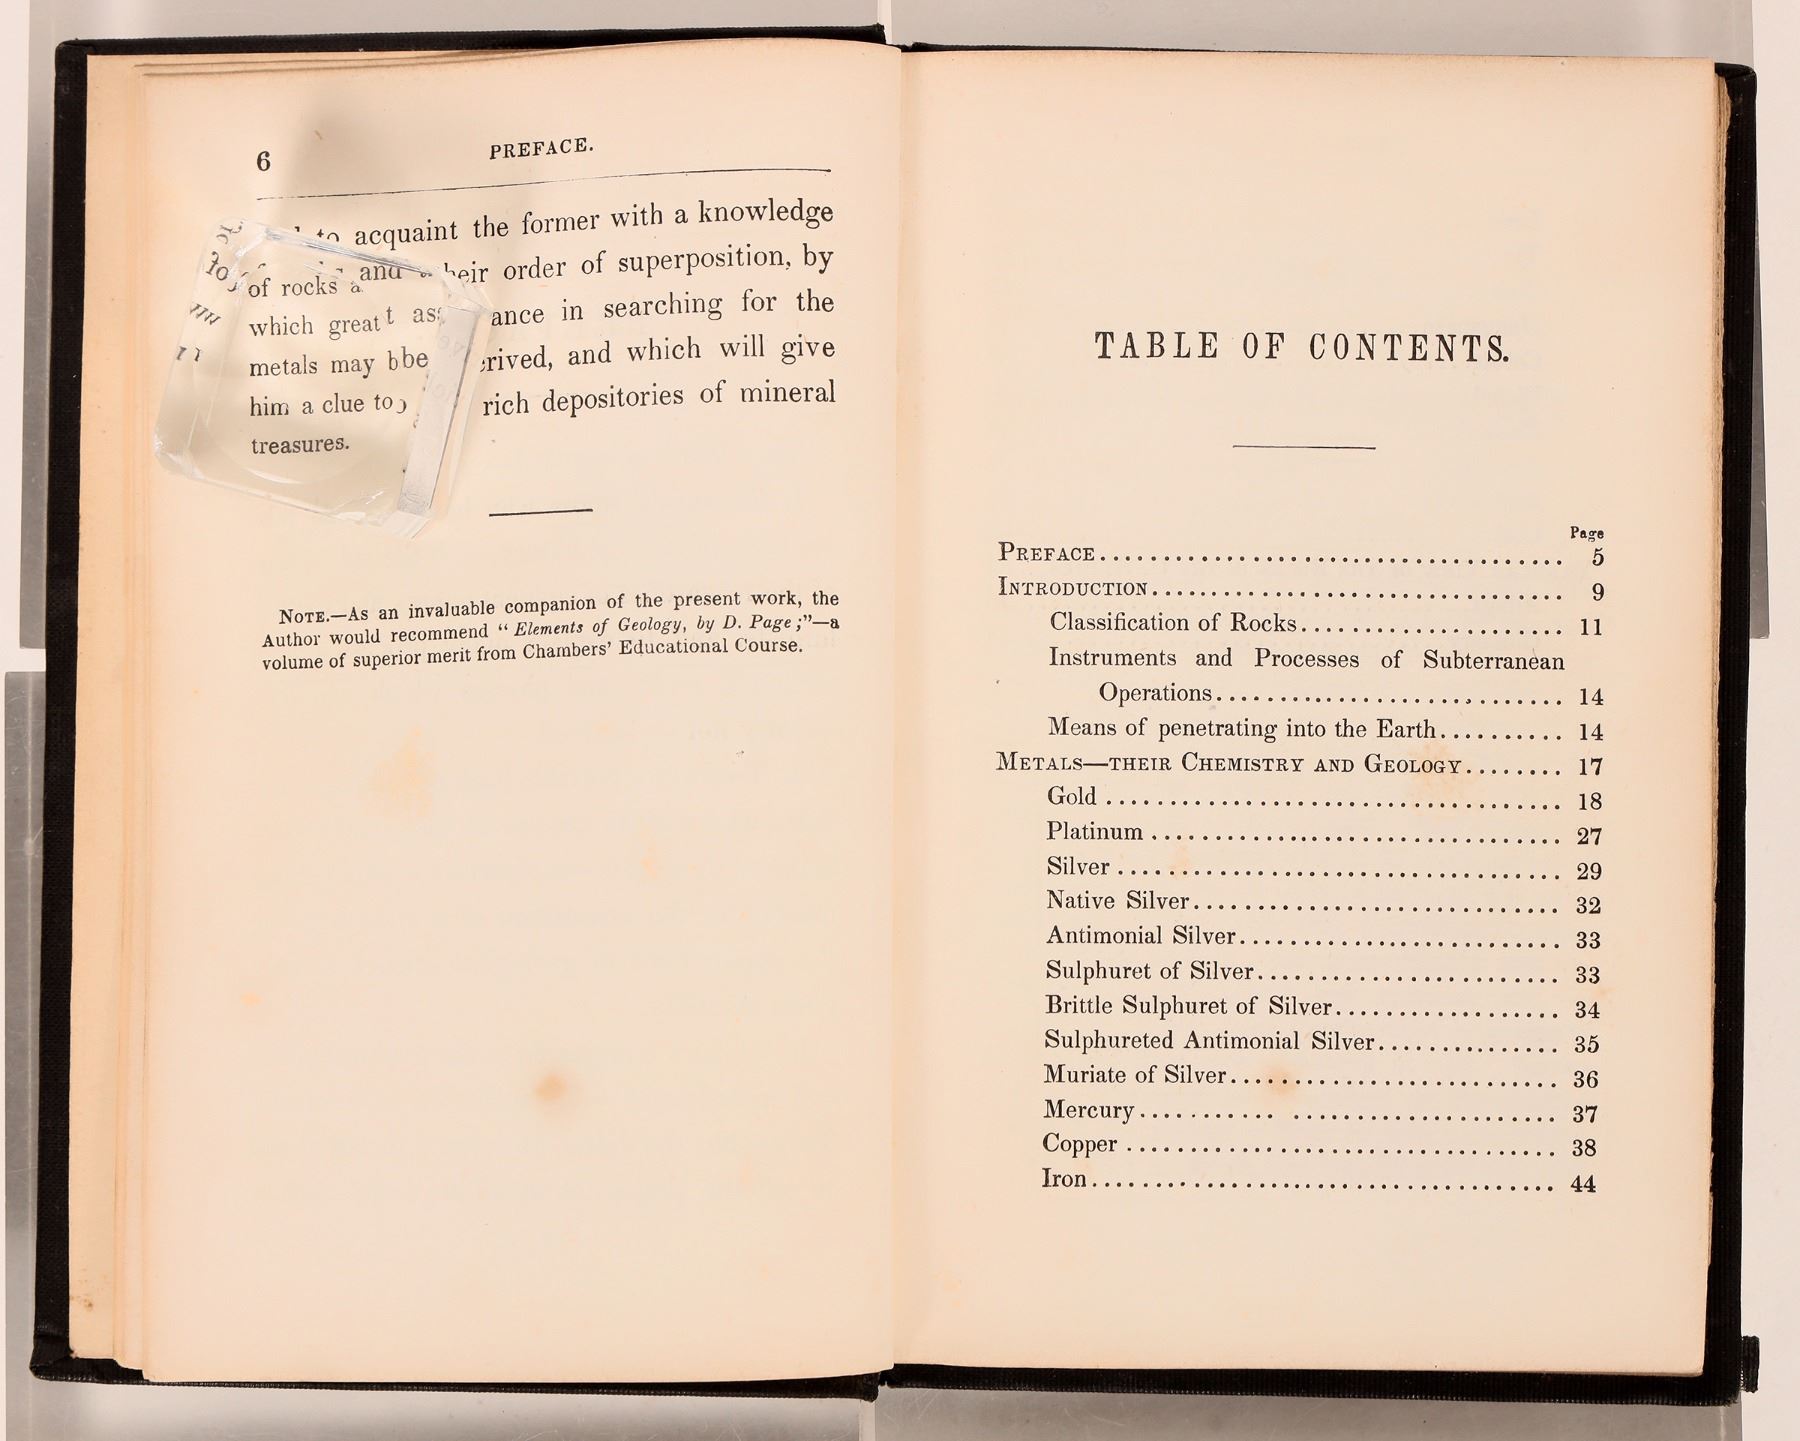 6 PREFACE.
to acquaint the former with a knowledge
of rocks and their order of superposition, by
which great assistance in searching for the
metals may be derived, and which will give
him a clue to rich depositories of mineral
treasures.
NOTE.—As an invaluable companion of the present work, the
Author would recommend “Elements of Geology, by D. Page;”—a
volume of superior merit from Chambers’ Educational Course.
TABLE OF CONTENTS.
Page
PREFACE.................................... 5
INTRODUCTION................................ 9
Classification of Rocks..................... 11
Instruments and Processes of Subterranean
Operations........................... 14
Means of penetrating into the Earth.......... 14
METALS—THEIR CHEMISTRY AND GEOLOGY........ 17
Gold .................................... 18
Platinum ................................ 27
Silver ................................... 29
Native Silver............................. 32
Antimonial Silver......................... 33
Sulphuret of Silver........................ 33
Brittle Sulphuret of Silver.................. 34
Sulphureted Antimonial Silver.............. 35
Muriate of Silver.......................... 36
Mercury........... ..................... 37
Copper .................................. 38
Iron..................................... 44